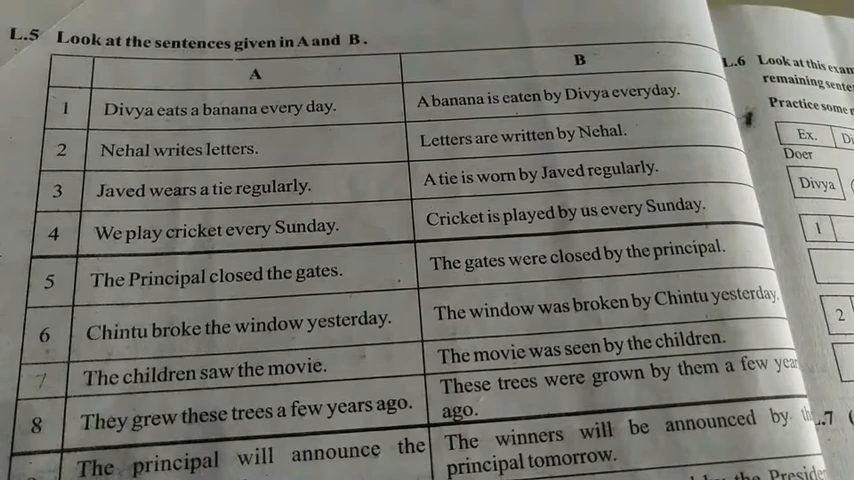 L.5 Look at the sentences given in A and B.
A B
1 Divya eats a banana every day. A banana is eaten by Divya everyday.
2 Nehal writes letters. Letters are written by Nehal.
3 Javed wears a tie regularly. A tie is worn by Javed regularly.
4 We play cricket every Sunday. Cricket is played by us every Sunday.
5 The Principal closed the gates. The gates were closed by the principal.
6 Chintu broke the window yesterday. The window was broken by Chintu yesterday.
7 The children saw the movie. The movie was seen by the children.
8 They grew these trees a few years ago. These trees were grown by them a few
ago.
The principal will announce the The winners will be announced by
principal tomorrow.
the
L.6 Look at this
remaining
Practice some
Ex.
Doer
Divya
1
2